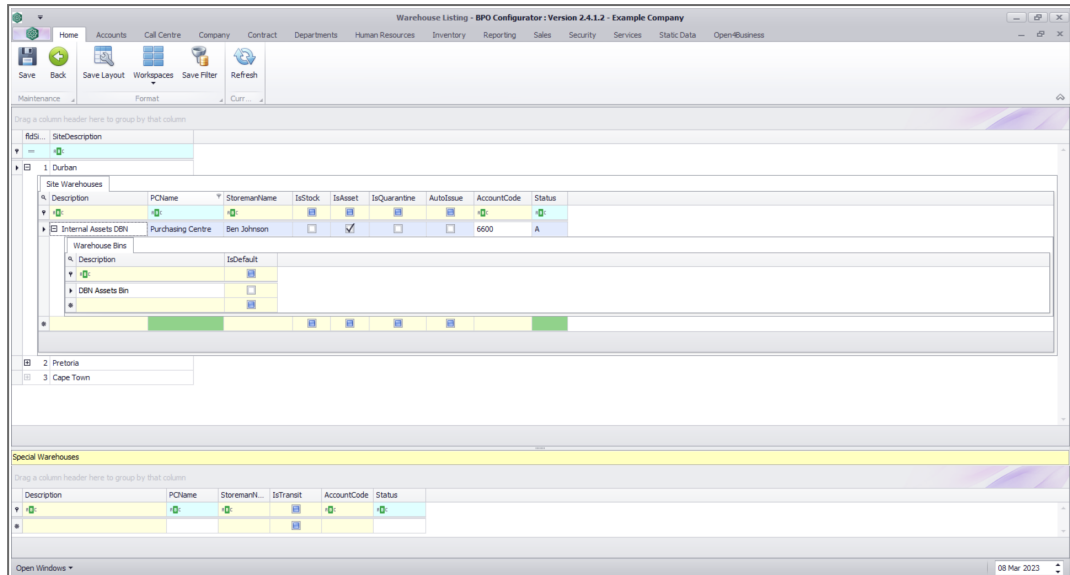 Warehouse Listing - BPO Configurator : Version 2.4.1.2 - Example Company
Home Accounts Call Centre Company Contract Departments Human Resources Inventory Reporting Sales Security Services Static Data Open4Business
Save Back Save Layout Workspaces Save Filter Refresh
Maintenance Format Curr...
Drag a column header here to group by that column
fldSi... SiteDescription
1 Durban
Site Warehouses
Description PCName StoremanName IsStock IsAsset IsQuarantine AutoIssue AccountCode Status
Internal Assets DBN Purchasing Centre Ben Johnson 6600 A
Warehouse Bins
Description IsDefault
DBN Assets Bin
2 Pretoria
3 Cape Town
Special Warehouses
Drag a column header here to group by that column
Description PCName StoremanN... IsTransit AccountCode Status
Open Windows 08 Mar 2023